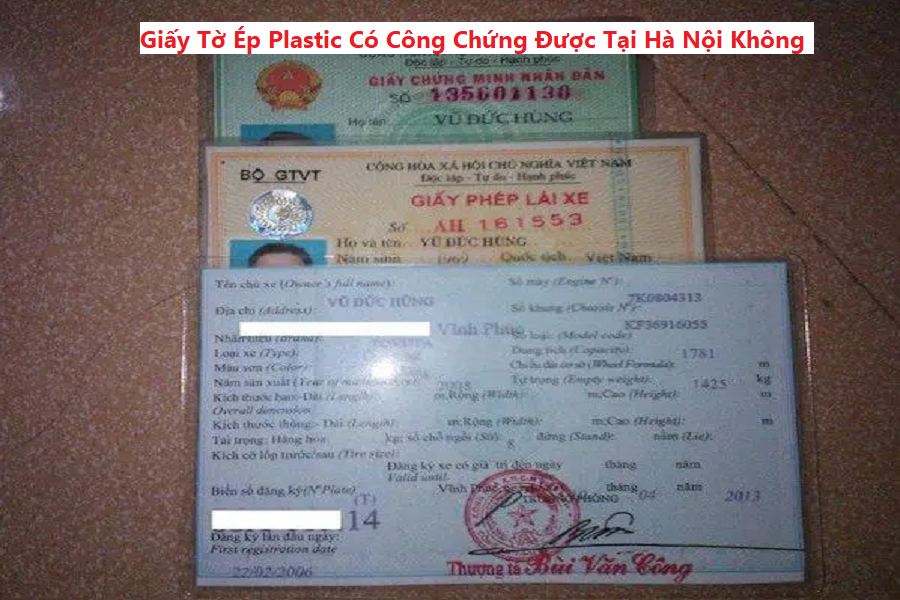 Giấy Tờ Ép Plastic Có Công Chứng Được Tại Hà Nội Không
Độc lập - Tự do - Hạnh phúc
GIẤY CHỨNG MINH NHÂN DÂN
SỐ 135601130
Họ tên VŨ ĐỨC HÙNG
BỘ GTVT
CỘNG HÒA XÃ HỘI CHỦ NGHĨA VIỆT NAM
Độc lập - Tự do - Hạnh phúc
GIẤY PHÉP LÁI XE
Số AH 161553
Họ và tên VŨ ĐỨC HÙNG
Năm sinh 1969 Quốc tịch Việt Nam
Tên chủ xe (Owner's full name): Số máy (Engine N°):
VŨ ĐỨC HÙNG 7K0804313
Địa chỉ (Address): Số khung (Chassis N°):
Vĩnh Phúc KF36916055
Nhãn hiệu (Brand): Số loại: (Model code)
Loại xe (Type): Dung tích (Capacity): 1781
Màu sơn (Color): Chiều dài cơ sở (Wheel Formula): m
Năm sản xuất (Year of manufacture): 2005 Tự trọng (Empty weight): 1425 kg
Kích thước bao: Dài (Length): m;Rộng (Width): m;Cao (Height): m
Overall dimension
Kích thước thùng:- Dài (Length): m:Rộng (Width): m:Cao (Height): m
Tải trọng: Hàng hóa: kg; số chỗ ngồi (Sit): 8 đứng (Stand): nằm (Lie):
Kích cỡ lốp trước/sau (Tire size):
Đăng ký xe có giá trị đến ngày tháng năm
Valid until
Biển số đăng ký(N°Plate) Vĩnh Phúc, ngày tháng 04 năm 2013
(T) TRƯỞNG PHÒNG
14
Đăng ký lần đầu ngày:
First registration date
22/02/2006
Thượng tá Bùi Văn Công